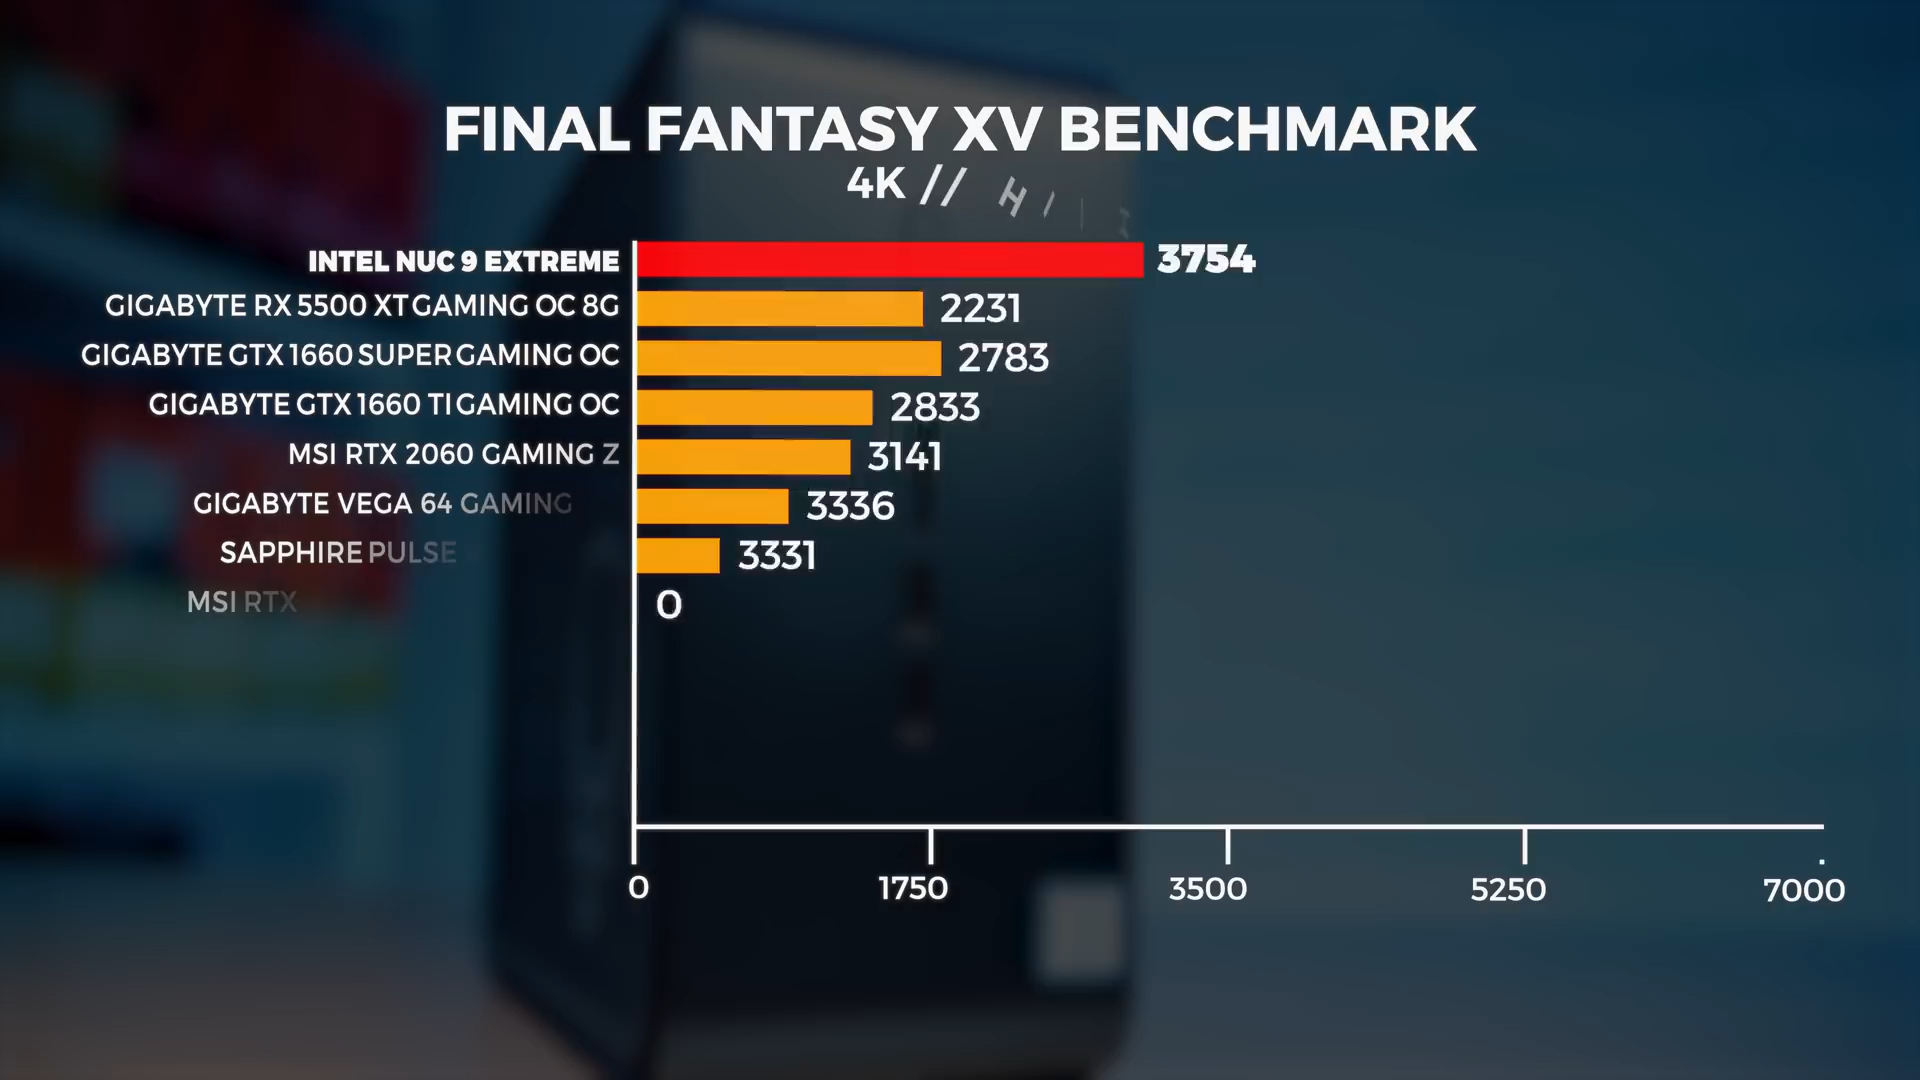 FINAL FANTASY XV BENCHMARK
4K // H
INTEL NUC 9 EXTREME 3754
GIGABYTE RX 5500 XT GAMING OC 8G 2231
GIGABYTE GTX 1660 SUPER GAMING OC 2783
GIGABYTE GTX 1660 TI GAMING OC 2833
MSI RTX 2060 GAMING Z 3141
GIGABYTE VEGA 64 GAMING 3336
SAPPHIRE PULSE 3331
MSI RTX 0
0 1750 3500 5250 7000